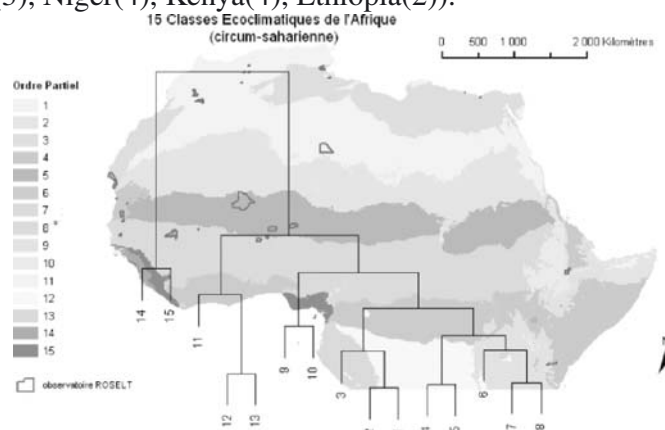 Niger(4), Kenya(4), Ethiopia(2)).
15 Classes Ecoclimatiques de l'Afrique
(circum-saharienne)
0 500 1 000 2 000 Kilomètres
Ordre Partiel
1
2
3
4
5
6
7
8 *
9
10
11
12
13
14
15
observatoire ROSELT
14 15 11 12 13 9 10 3 6 7 8